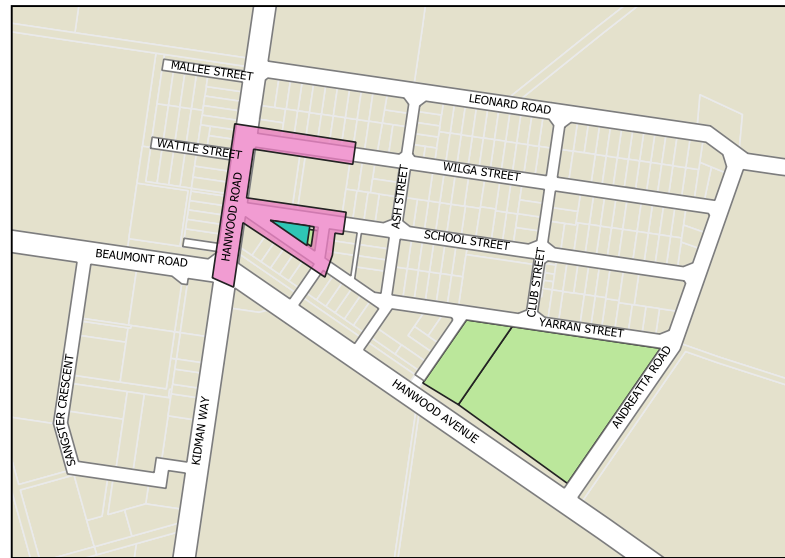 MALLEE STREET
LEONARD ROAD
WATTLE STREET
WILGA STREET
ASH STREET
HANWOOD ROAD
SCHOOL STREET
BEAUMONT ROAD
CLUB STREET
YARRAN STREET
ANDREATTA ROAD
SANGSTER CRESCENT
KIDMAN WAY
HANWOOD AVENUE